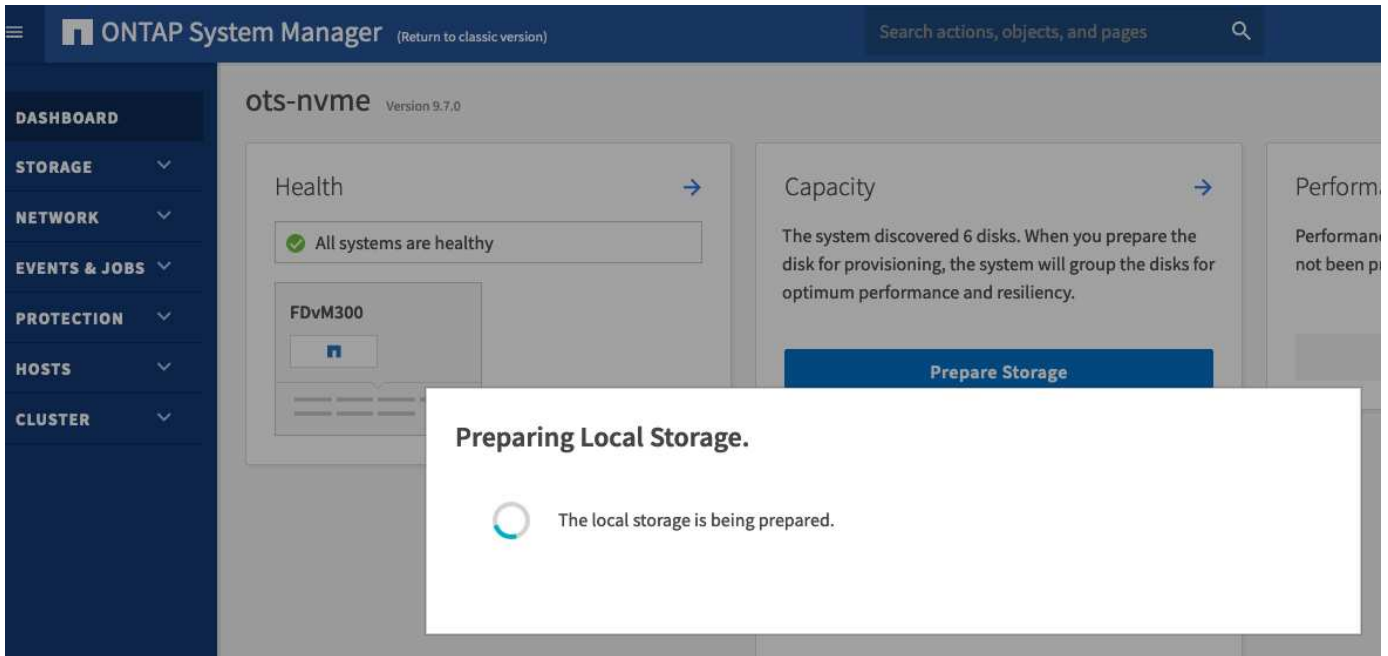 ONTAP System Manager (Return to classic version)
Search actions, objects, and pages
DASHBOARD
STORAGE
NETWORK
EVENTS & JOBS
PROTECTION
HOSTS
CLUSTER
ots-nvme Version 9.7.0
Health
All systems are healthy
FDvM300
Capacity
The system discovered 6 disks. When you prepare the
disk for provisioning, the system will group the disks for
optimum performance and resiliency.
Prepare Storage
not been
Preparing Local Storage.
The local storage is being prepared.